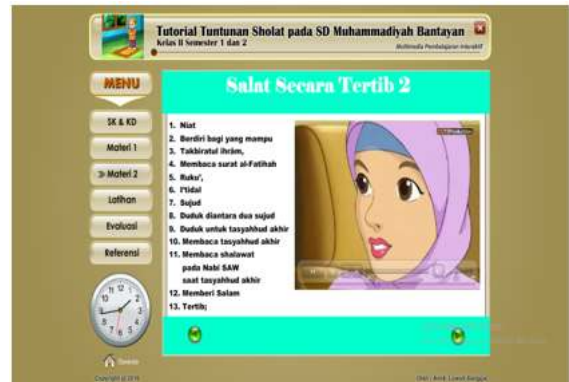 Tutorial Tuntunan Sholat pada SD Muhammadiyah Bantayan
Kelas II Semester 1 dan 2
Multimedia Pembelajaran Interaktif
MENU
SK & KD
Materi 1
Materi 2
Latihan
Evaluasi
Referensi
Salat Secara Tertib 2
1. Niat
2. Berdiri bagi yang mampu
3. Takbiratul ihrâm,
4. Membaca surat al-Fatihah
5. Ruku',
6. I'tidal
7. Sujud
8. Duduk diantara dua sujud
9. Duduk untuk tasyahhud akhir
10. Membaca tasyahhud akhir
11. Membaca shalawat
pada Nabi SAW
saat tasyahhud akhir
12. Memberi Salam
13. Tertib;